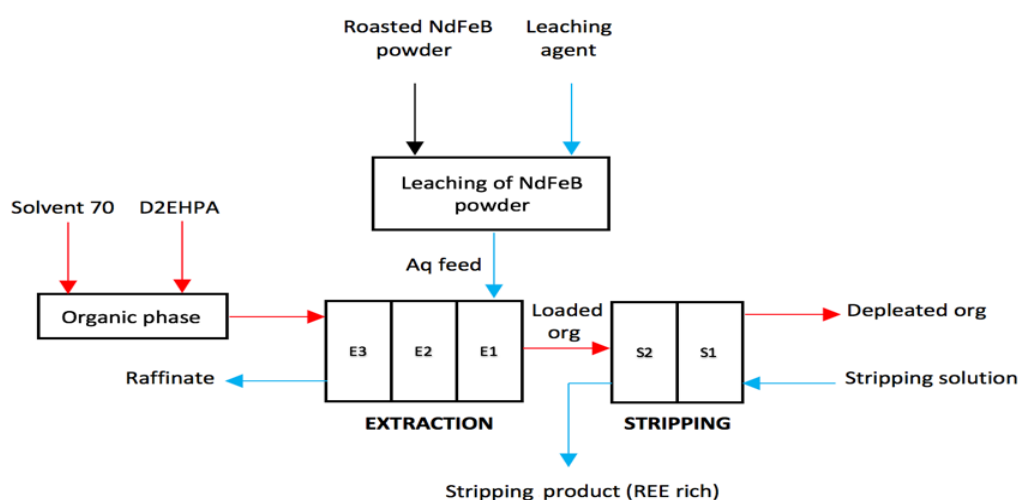 Roasted NdFeB
powder
Leaching
agent
Leaching of NdFeB
powder
Solvent 70
D2EHPA
Aq feed
Organic phase
Loaded
org
Depleated org
E3
E2
E1
S2
S1
Raffinate
Stripping solution
EXTRACTION
STRIPPING
Stripping product (REE rich)